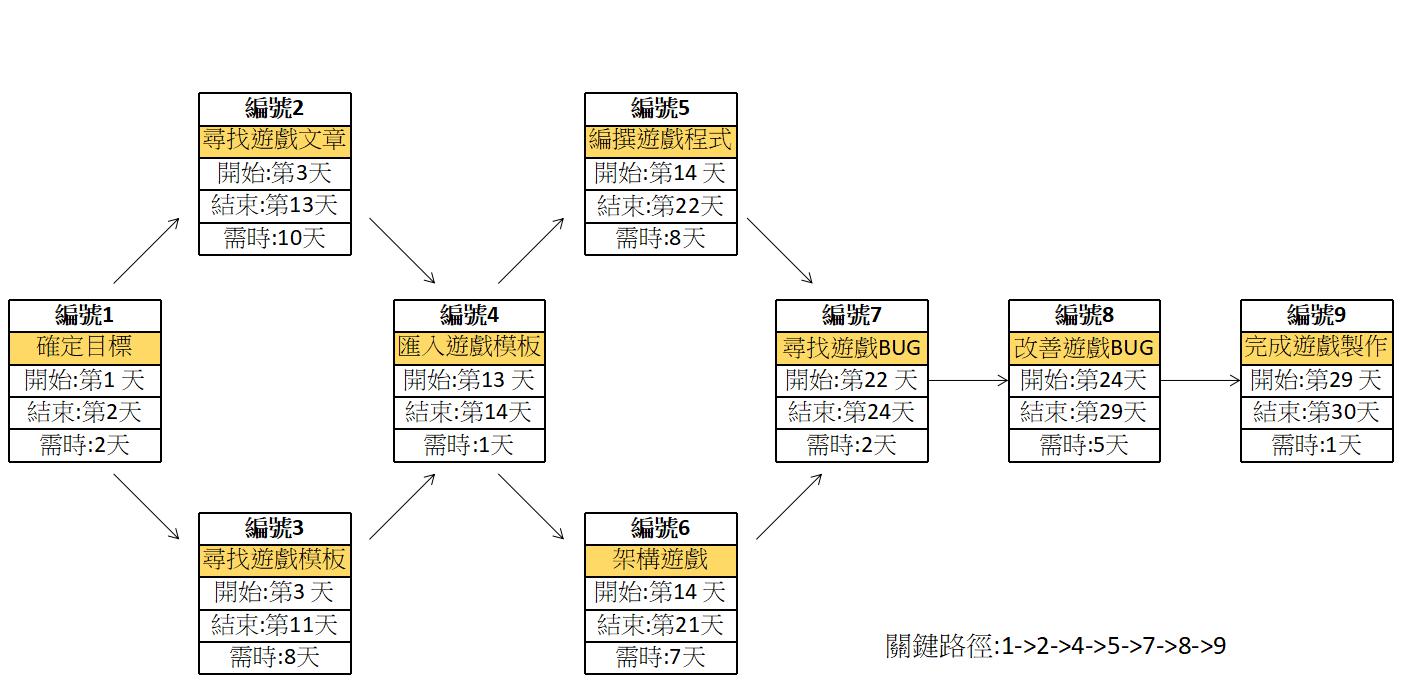 編號1
確定目標
開始:第1 天
結束:第2天
需時:2天
編號2
尋找遊戲文章
開始:第3天
結束:第13天
需時:10天
編號3
尋找遊戲模板
開始:第3 天
結束:第11天
需時:8天
編號4
匯入遊戲模板
開始:第13 天
結束:第14天
需時:1天
編號5
編撰遊戲程式
開始:第14 天
結束:第22天
需時:8天
編號6
架構遊戲
開始:第14 天
結束:第21天
需時:7天
編號7
尋找遊戲BUG
開始:第22 天
結束:第24天
需時:2天
編號8
改善遊戲BUG
開始:第24天
結束:第29天
需時:5天
編號9
完成遊戲製作
開始:第29 天
結束:第30天
需時:1天
關鍵路徑:1->2->4->5->7->8->9